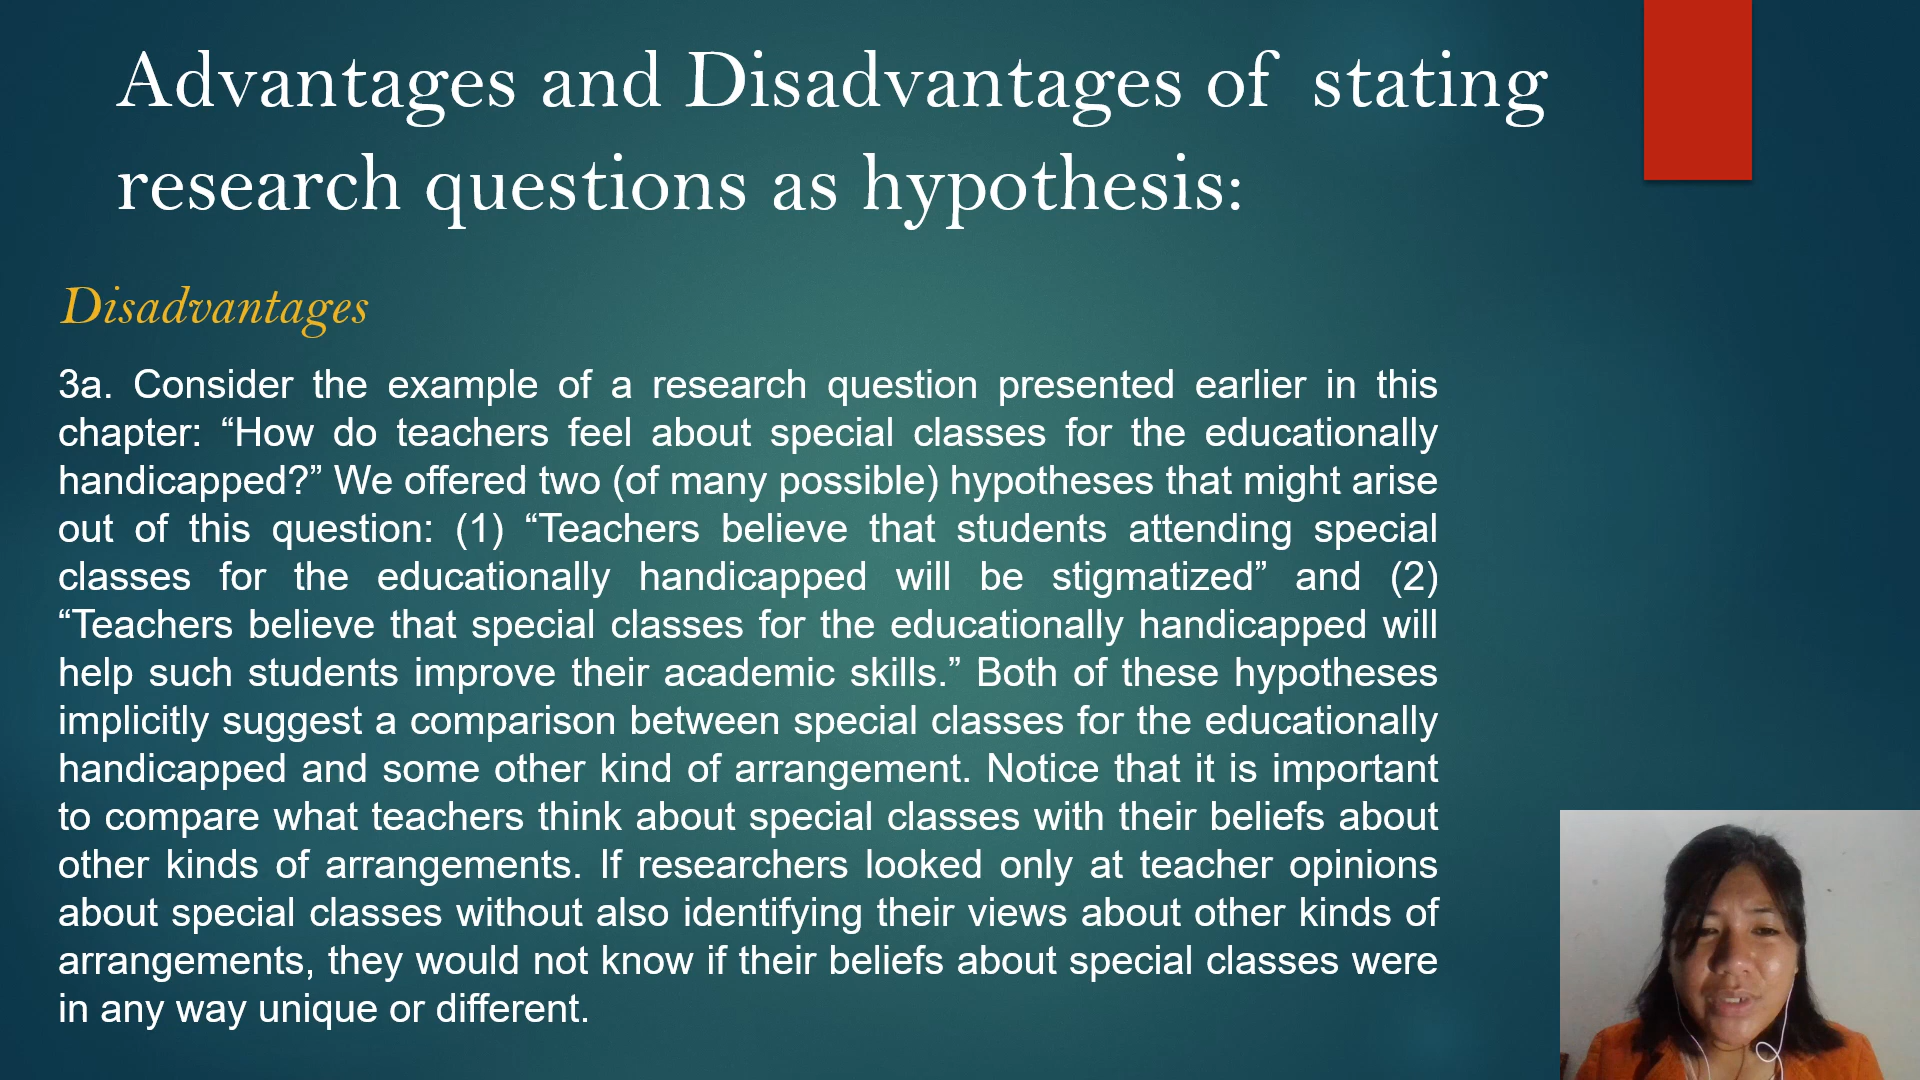 Advantages and Disadvantages of stating
research questions as hypothesis:
Disadvantages
3a. Consider the example of a research question presented earlier in this
chapter: “How do teachers feel about special classes for the educationally
handicapped?” We offered two (of many possible) hypotheses that might arise
out of this question: (1) “Teachers believe that students attending special
classes for the educationally handicapped will be stigmatized” and (2)
“Teachers believe that special classes for the educationally handicapped will
help such students improve their academic skills.” Both of these hypotheses
implicitly suggest a comparison between special classes for the educationally
handicapped and some other kind of arrangement. Notice that it is important
to compare what teachers think about special classes with their beliefs about
other kinds of arrangements. If researchers looked only at teacher opinions
about special classes without also identifying their views about other kinds of
arrangements, they would not know if their beliefs about special classes were
in any way unique or different.